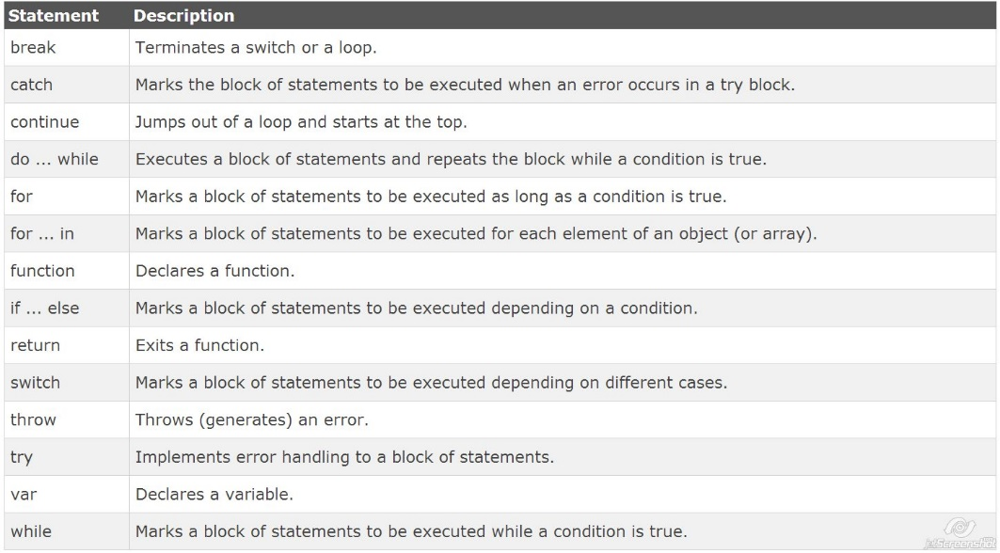 Statement Description
break Terminates a switch or a loop.
catch Marks the block of statements to be executed when an error occurs in a try block.
continue Jumps out of a loop and starts at the top.
do ... while Executes a block of statements and repeats the block while a condition is true.
for Marks a block of statements to be executed as long as a condition is true.
for ... in Marks a block of statements to be executed for each element of an object (or array).
function Declares a function.
if ... else Marks a block of statements to be executed depending on a condition.
return Exits a function.
switch Marks a block of statements to be executed depending on different cases.
throw Throws (generates) an error.
try Implements error handling to a block of statements.
var Declares a variable.
while Marks a block of statements to be executed while a condition is true.